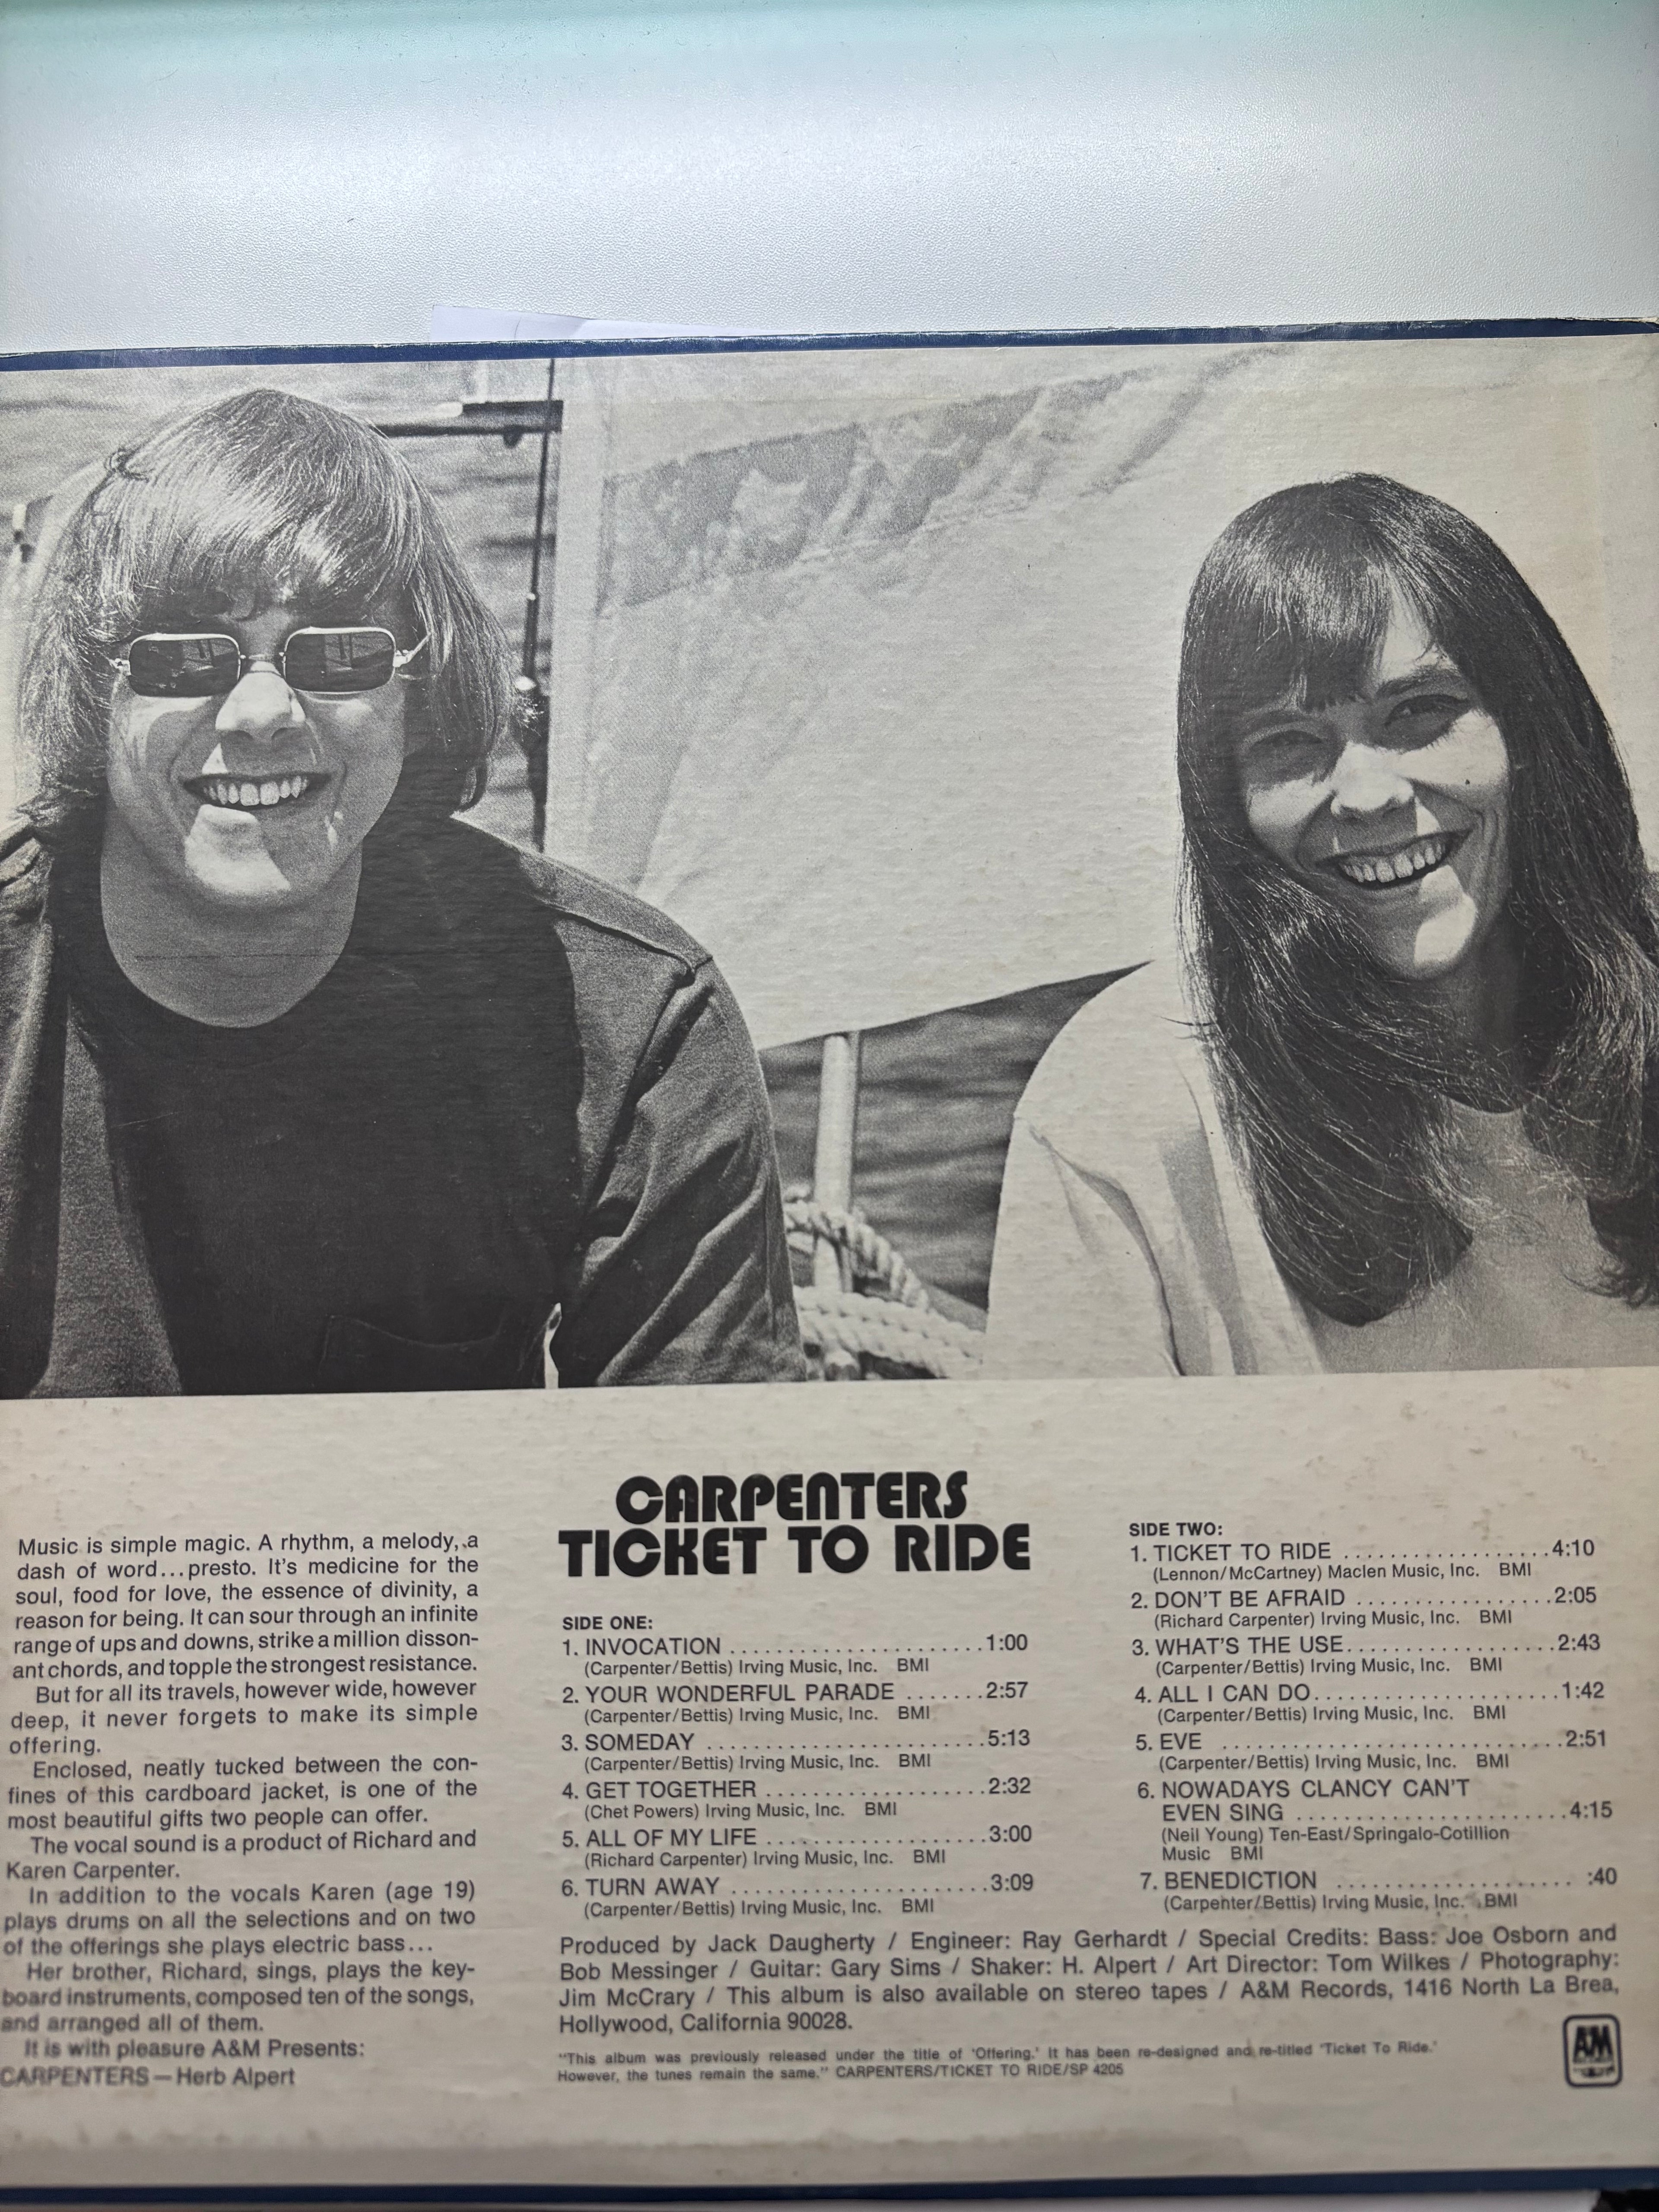 Music is simple magic. A rhythm, a melody, a
dash of word...presto. It's medicine for the
soul, food for love, the essence of divinity, a
reason for being. It can sour through an infinite
range of ups and downs, strike a million disson-
ant chords, and topple the strongest resistance.
But for all its travels, however wide, however
deep, it never forgets to make its simple
offering.
Enclosed, neatly tucked between the con-
fines of this cardboard jacket, is one of the
most beautiful gifts two people can offer.
The vocal sound is a product of Richard and
Karen Carpenter.
In addition to the vocals Karen (age 19)
plays drums on all the selections and on two
of the offerings she plays electric bass...
Her brother, Richard, sings, plays the key-
board instruments, composed ten of the songs,
and arranged all of them.
It is with pleasure A&M Presents:
CARPENTERS — Herb Alpert
CARPENTERS
TICKET TO RIDE
SIDE ONE:
1. INVOCATION ........................1:00
(Carpenter/Bettis) Irving Music, Inc. BMI
2. YOUR WONDERFUL PARADE .......2:57
(Carpenter/Bettis) Irving Music, Inc. BMI
3. SOMEDAY ..........................5:13
(Carpenter/Bettis) Irving Music, Inc. BMI
4. GET TOGETHER .....................2:32
(Chet Powers) Irving Music, Inc. BMI
5. ALL OF MY LIFE ....................3:00
(Richard Carpenter) Irving Music, Inc. BMI
6. TURN AWAY ........................3:09
(Carpenter/Bettis) Irving Music, Inc. BMI
SIDE TWO:
1. TICKET TO RIDE ...................4:10
(Lennon/McCartney) Maclen Music, Inc. BMI
2. DON'T BE AFRAID .................2:05
(Richard Carpenter) Irving Music, Inc. BMI
3. WHAT'S THE USE..................2:43
(Carpenter/Bettis) Irving Music, Inc. BMI
4. ALL I CAN DO......................1:42
(Carpenter/Bettis) Irving Music, Inc. BMI
5. EVE ..............................2:51
(Carpenter/Bettis) Irving Music, Inc. BMI
6. NOWADAYS CLANCY CAN'T
EVEN SING ........................4:15
(Neil Young) Ten-East/Springalo-Cotillion
Music BMI
7. BENEDICTION ..................... :40
(Carpenter/Bettis) Irving Music, Inc. BMI
Produced by Jack Daugherty / Engineer: Ray Gerhardt / Special Credits: Bass: Joe Osborn and
Bob Messinger / Guitar: Gary Sims / Shaker: H. Alpert / Art Director: Tom Wilkes / Photography:
Jim McCrary / This album is also available on stereo tapes / A&M Records, 1416 North La Brea,
Hollywood, California 90028.
"This album was previously released under the title of 'Offering.' It has been re-designed and re-titled 'Ticket To Ride.'
However, the tunes remain the same." CARPENTERS/TICKET TO RIDE/SP 4205
A&M